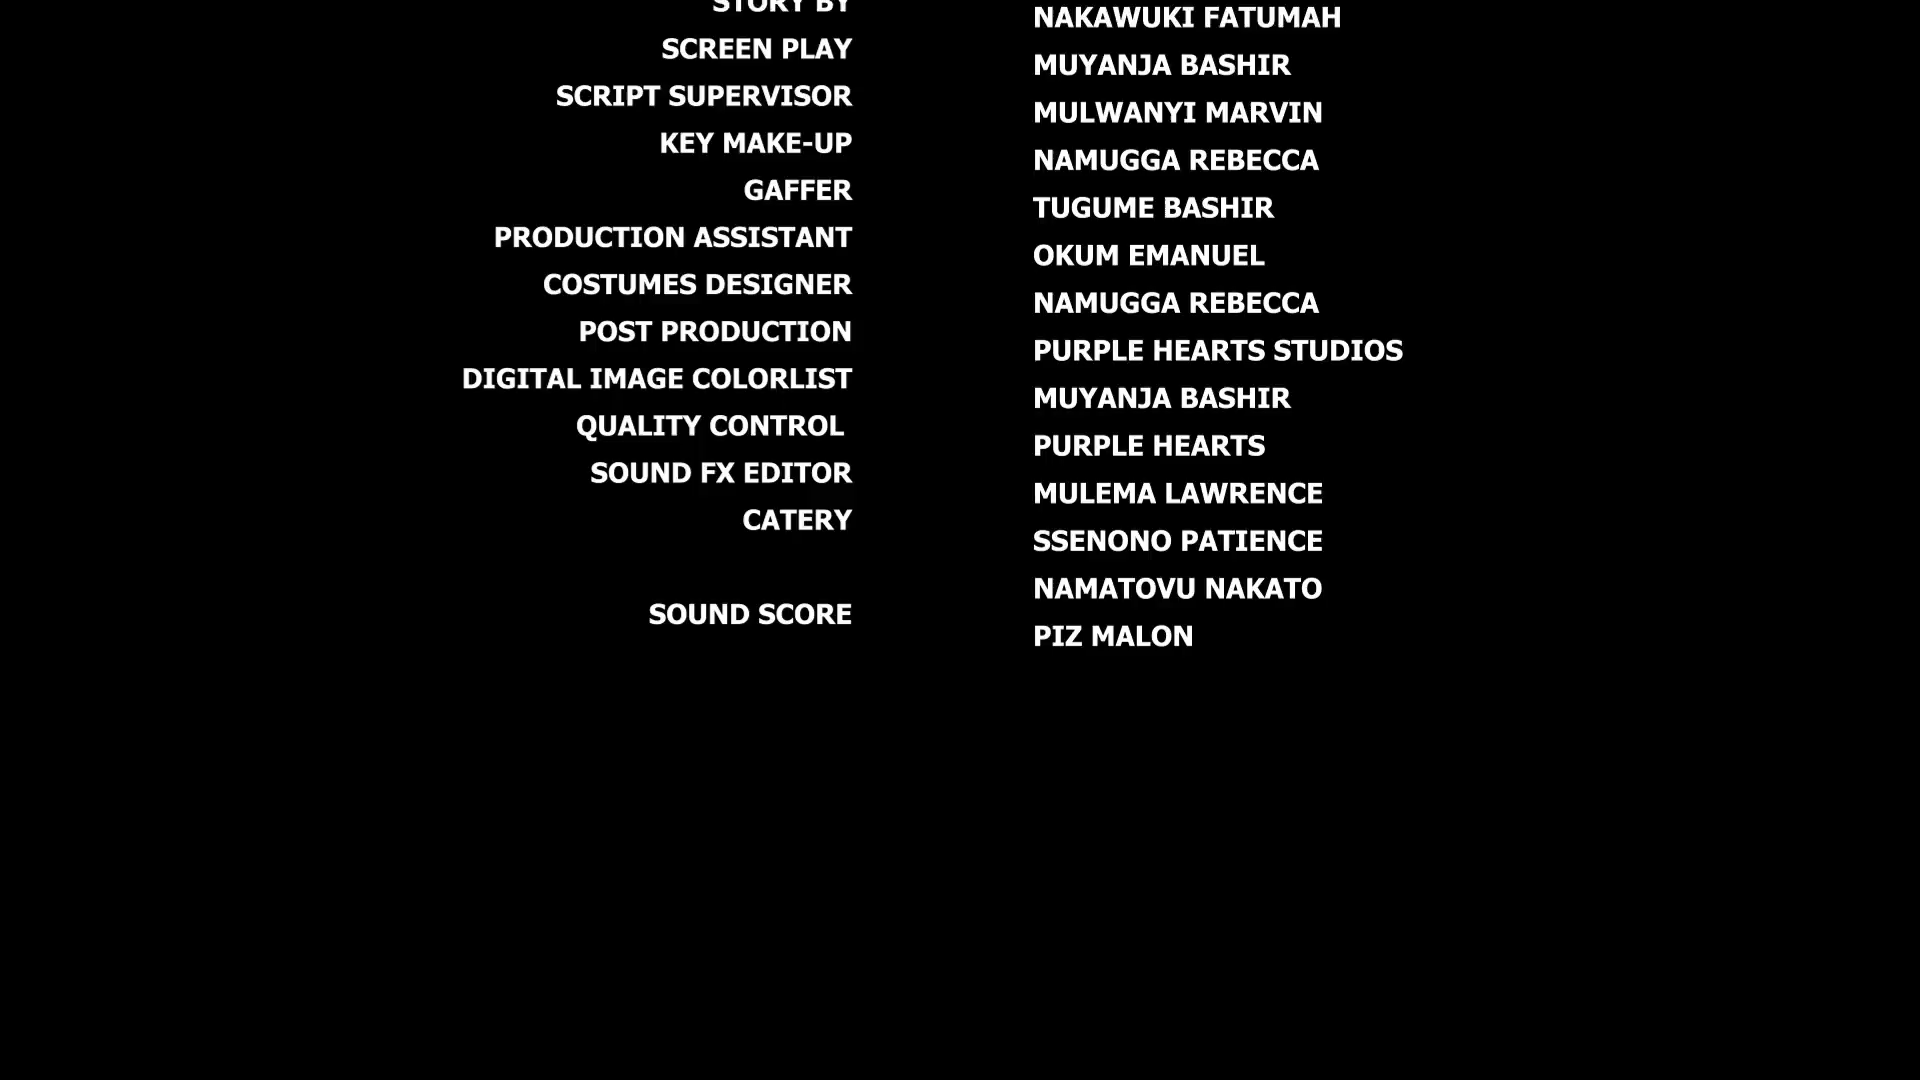 STORY BY NAKAWUKI FATUMAH
SCREEN PLAY MUYANJA BASHIR
SCRIPT SUPERVISOR MULWANYI MARVIN
KEY MAKE-UP NAMUGGA REBECCA
GAFFER TUGUME BASHIR
PRODUCTION ASSISTANT OKUM EMANUEL
COSTUMES DESIGNER NAMUGGA REBECCA
POST PRODUCTION PURPLE HEARTS STUDIOS
DIGITAL IMAGE COLORLIST MUYANJA BASHIR
QUALITY CONTROL PURPLE HEARTS
SOUND FX EDITOR MULEMA LAWRENCE
CATERY SSENONO PATIENCE
NAMATOVU NAKATO
SOUND SCORE PIZ MALON